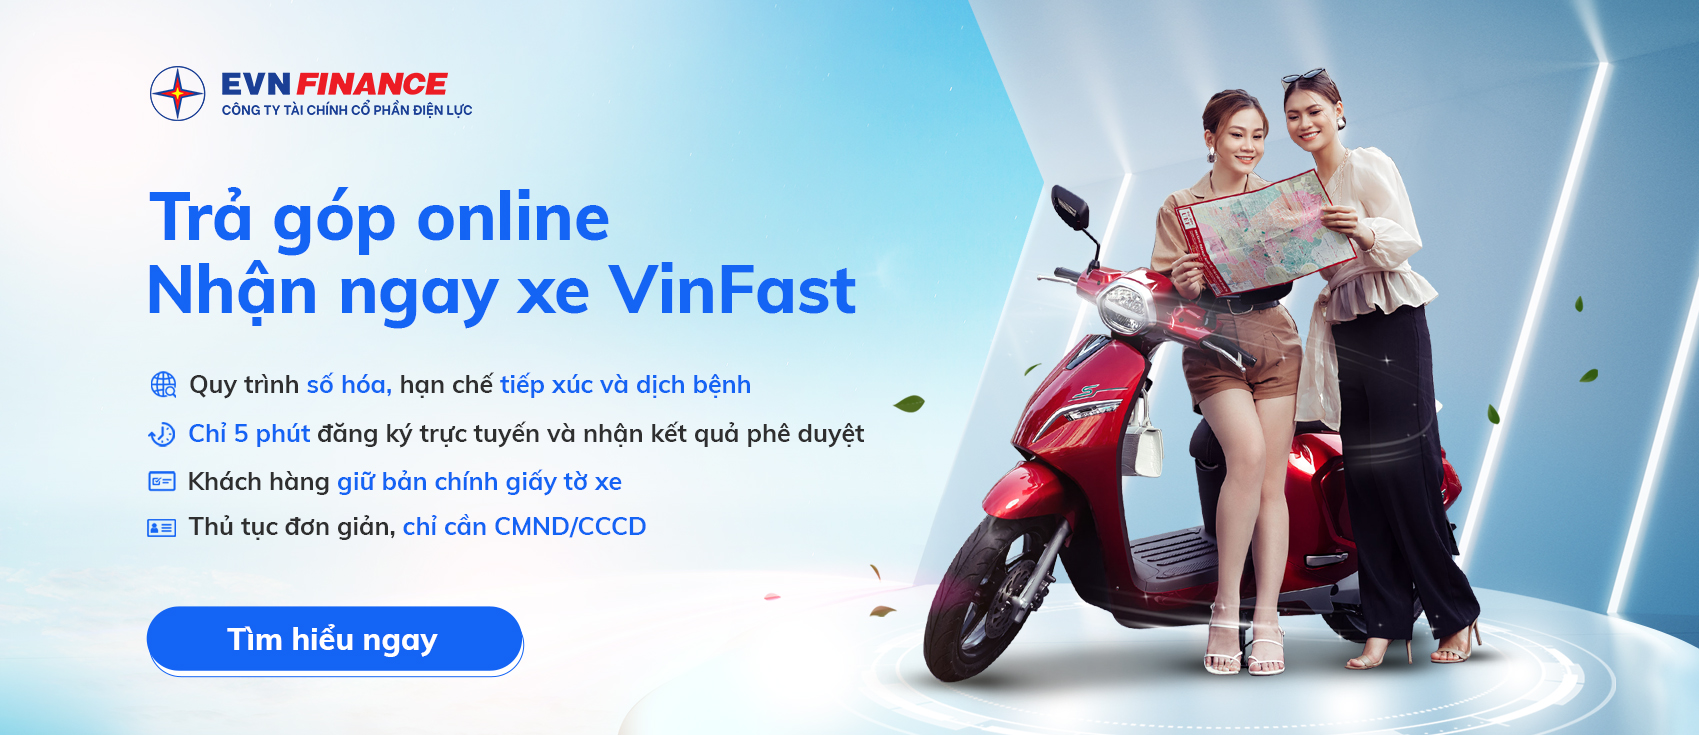 EVN FINANCE
CÔNG TY TÀI CHÍNH CỔ PHẦN ĐIỆN LỰC
Trả góp online
Nhận ngay xe VinFast
Quy trình số hóa, hạn chế tiếp xúc và dịch bệnh
Chỉ 5 phút đăng ký trực tuyến và nhận kết quả phê duyệt
Khách hàng giữ bản chính giấy tờ xe
Thủ tục đơn giản, chỉ cần CMND/CCCD
Tìm hiểu ngay